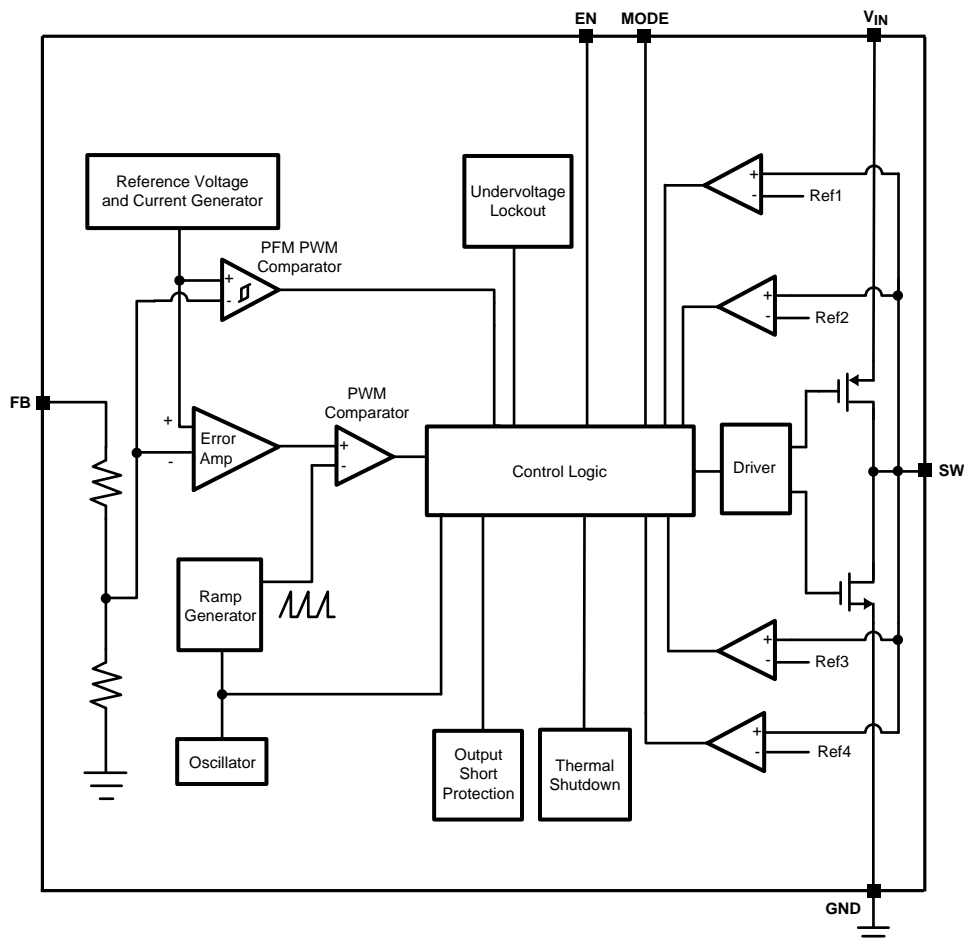 EN
MODE
VIN
Reference Voltage
and Current Generator
Undervoltage
Lockout
+
-
Ref1
PFM PWM
Comparator
+
-
+
-
Ref2
FB
PWM
Comparator
+
-
Error
Amp
+
-
Control Logic
Driver
SW
Ramp
Generator
+
-
Ref3
Oscillator
Output
Short
Protection
Thermal
Shutdown
+
-
Ref4
GND